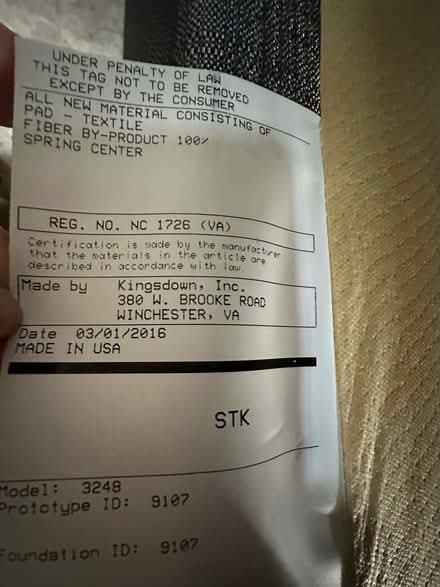 UNDER PENALTY OF LAW
THIS TAG NOT TO BE REMOVED
EXCEPT BY THE CONSUMER
ALL NEW MATERIAL CONSISTING OF
PAD - TEXTILE
FIBER BY-PRODUCT 100%
SPRING CENTER
REG. NO. NC 1726 (VA)
Certification is made by the manufacturer
that the materials in the article are
described in accordance with law.
Made by Kingsdown, Inc.
380 W. BROOKE ROAD
WINCHESTER, VA
Date 03/01/2016
MADE IN USA
STK
Model: 3248
Prototype ID: 9107
Foundation ID: 9107